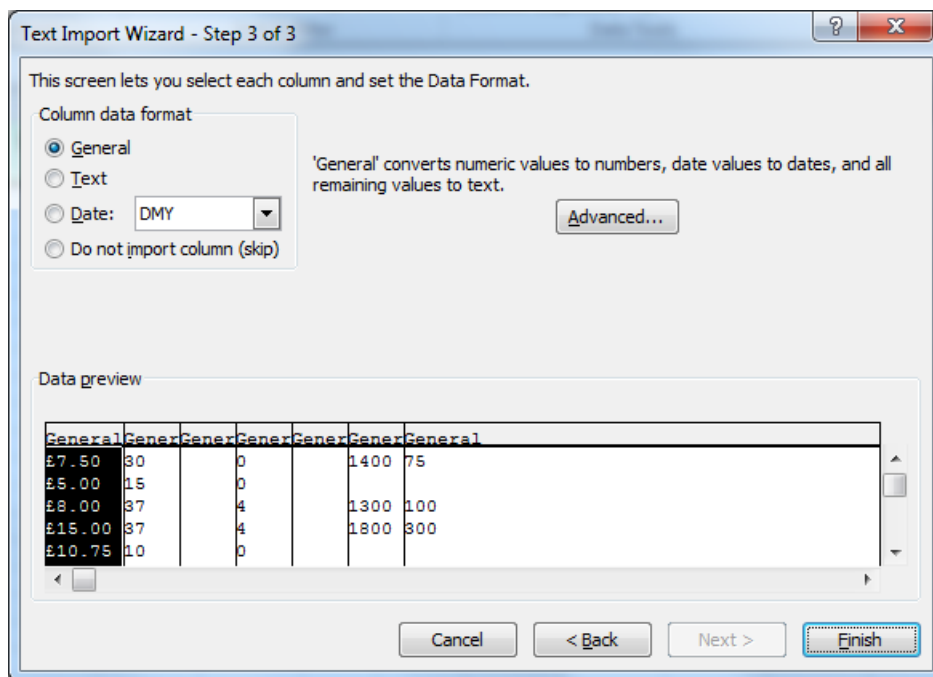 Text Import Wizard - Step 3 of 3
?
X
This screen lets you select each column and set the Data Format.
Column data format
General
Text
Date: DMY
Do not import column (skip)
'General' converts numeric values to numbers, date values to dates, and all
remaining values to text.
Advanced...
Data preview
GeneralGenerGenerGenerGenerGenerGeneral
£7.50 30 0 1400 75
£5.00 15 0
£8.00 37 4 1300 100
£15.00 37 4 1800 300
£10.75 10 0
Cancel < Back Next > Finish